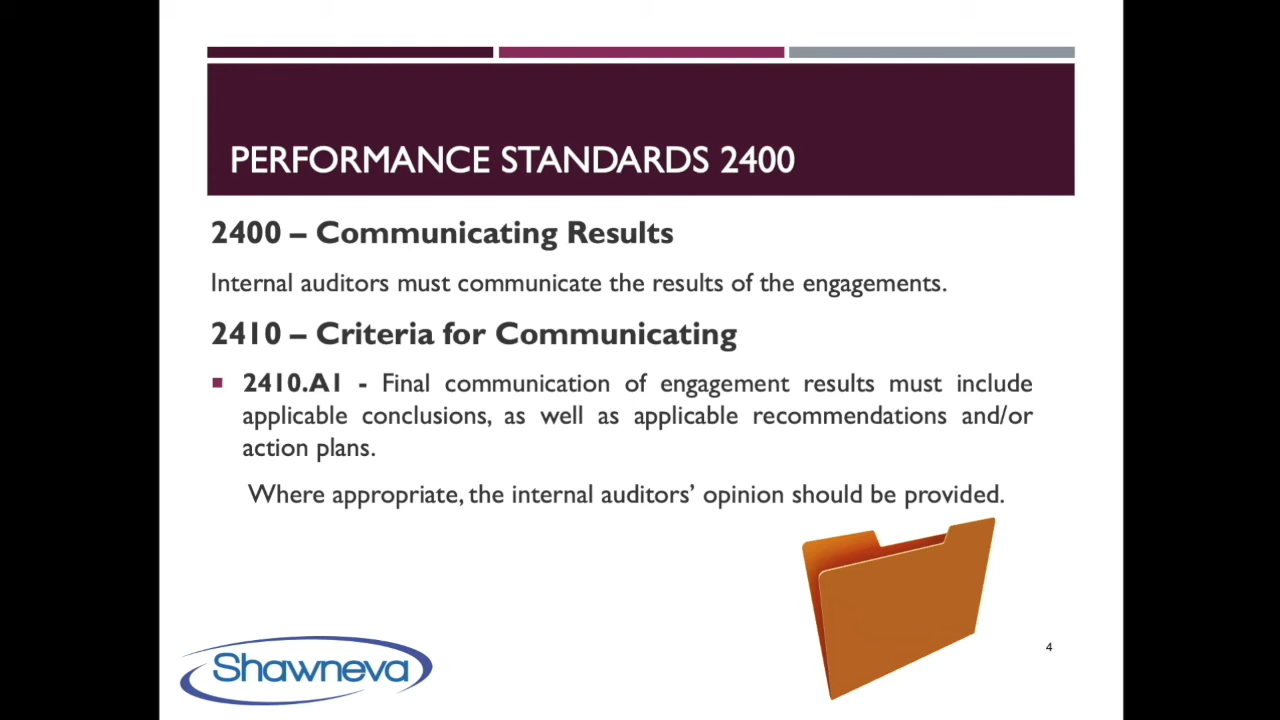 PERFORMANCE STANDARDS 2400
2400 – Communicating Results
Internal auditors must communicate the results of the engagements.
2410 – Criteria for Communicating
2410.A1 - Final communication of engagement results must include
applicable conclusions, as well as applicable recommendations and/or
action plans.
Where appropriate, the internal auditors’ opinion should be provided.
Shawneva
4